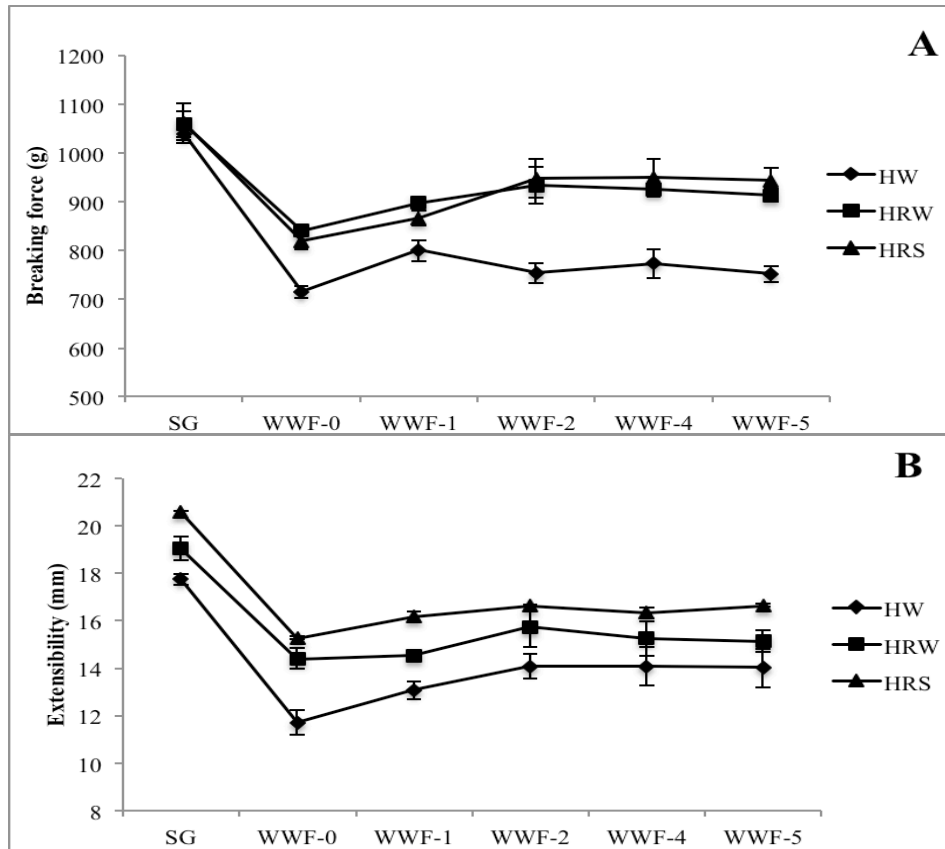 A
Breaking force (g)
1200
1100
1000
900
800
700
600
500
SG WWF-0 WWF-1 WWF-2 WWF-4 WWF-5
HW
HRW
HRS
B
Extensibility (mm)
22
20
18
16
14
12
10
8
SG WWF-0 WWF-1 WWF-2 WWF-4 WWF-5
HW
HRW
HRS